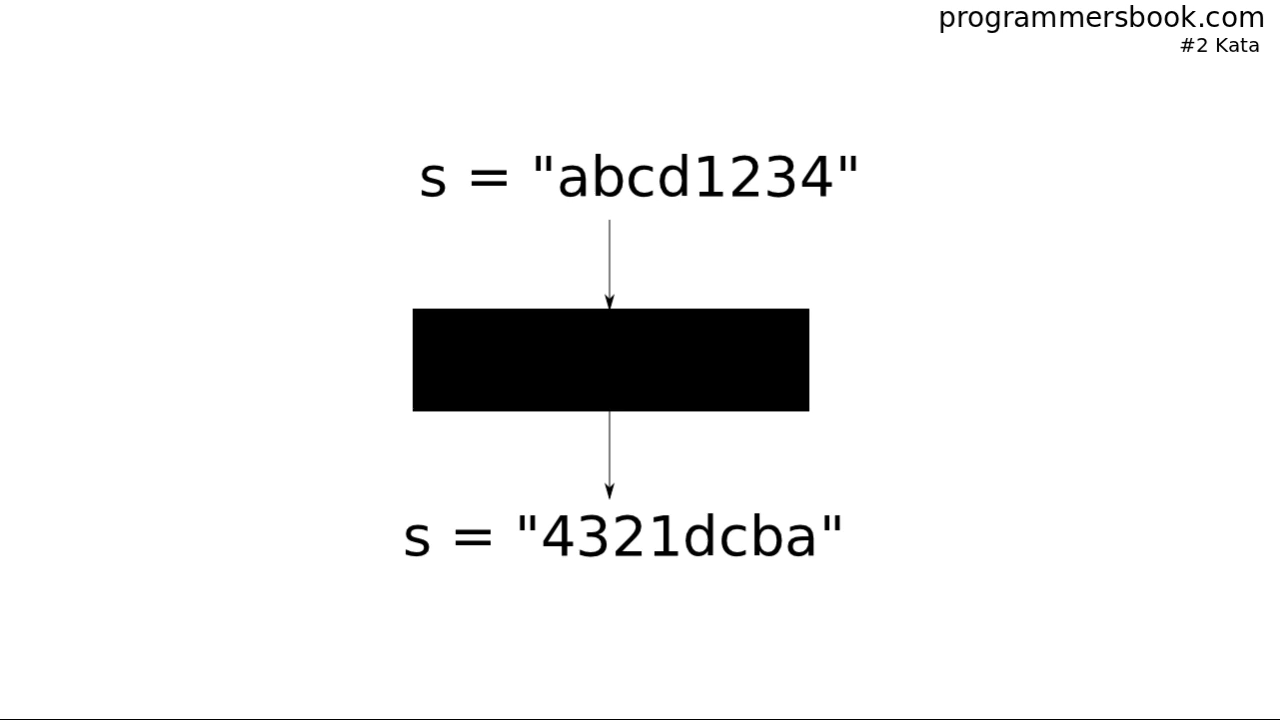 programmersbook.com
#2 Kata
s = "abcd1234"
s = "4321dcba"